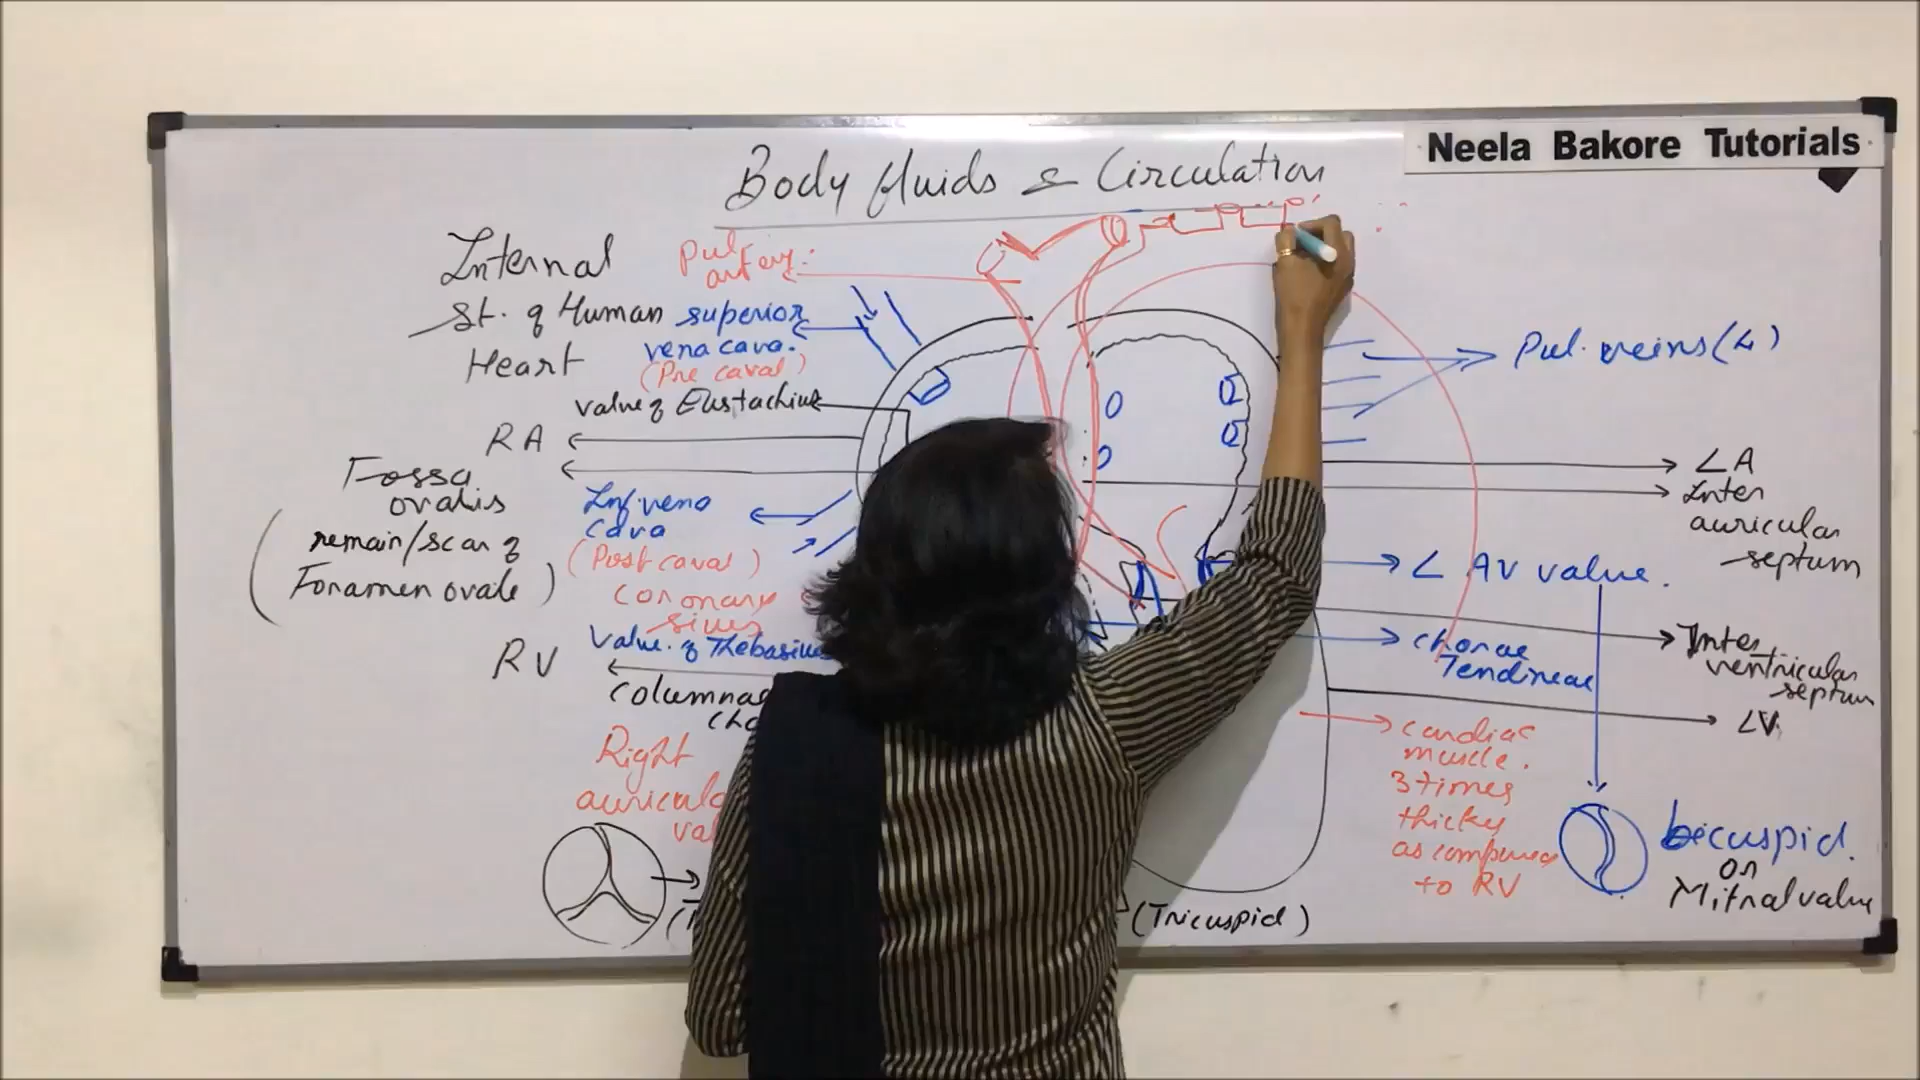 Neela Bakore Tutorials
Body fluids & Circulation
Internal
St. of Human
Heart
Pul
artery.
superior
vena cava.
(Pre caval)
valve of Eustachius
RA
Fossa
ovalis
(remain/scar of
Foramen ovale)
Inf. vena
cava
(Post caval)
coronary
sinus
Valve. of Thebasius
RV
Columnae
Right
(Tricuspid)
Pul. veins (4)
LA
Inter
auricular
septum
L AV valve.
Inter
ventricular
septum
chorae
Tendineae
LV
cardiac
muscle.
3 times
as compared
to RV
bicuspid.
or
Mitral valve